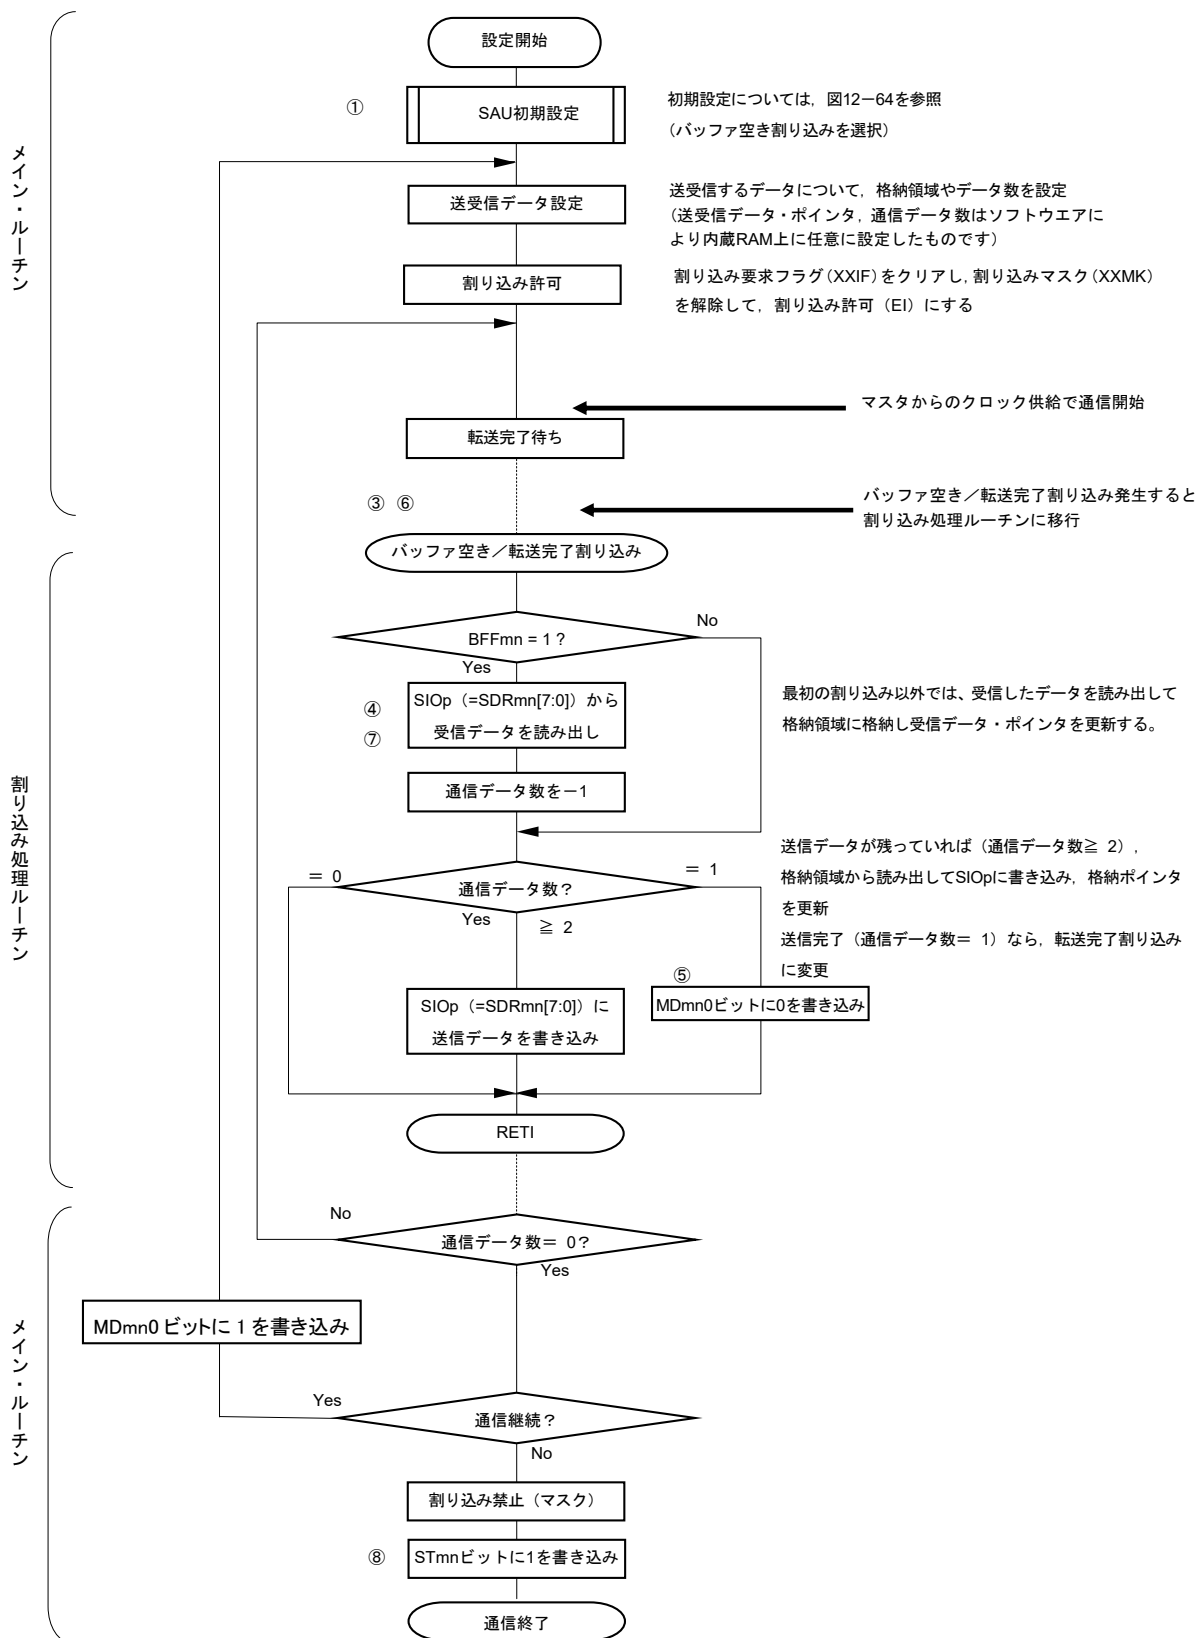 設定開始
①
SAU初期設定
初期設定については，図12－64を参照
（バッファ空き割り込みを選択）
メイン・ルーチン
送受信データ設定
送受信するデータについて，格納領域やデータ数を設定
（送受信データ・ポインタ，通信データ数はソフトウエアに
より内蔵RAM上に任意に設定したものです）
割り込み許可
割り込み要求フラグ（XXIF）をクリアし，割り込みマスク（XXMK）
を解除して，割り込み許可（EI）にする
マスタからのクロック供給で通信開始
転送完了待ち
③ ⑥
バッファ空き／転送完了割り込み発生すると
割り込み処理ルーチンに移行
バッファ空き／転送完了割り込み
割り込み処理ルーチン
BFFmn = 1？
No
Yes
④
⑦
SIOp（=SDRmn[7:0]）から
受信データを読み出し
最初の割り込み以外では、受信したデータを読み出して
格納領域に格納し受信データ・ポインタを更新する。
通信データ数を－1
通信データ数？
＝ 0
＝ 1
Yes
≧ 2
送信データが残っていれば（通信データ数≧ 2），
格納領域から読み出してSIOpに書き込み，格納ポインタ
を更新
送信完了（通信データ数＝ 1）なら，転送完了割り込み
に変更
SIOp（=SDRmn[7:0]）に
送信データを書き込み
⑤
MDmn0ビットに0を書き込み
RETI
メイン・ルーチン
No
通信データ数＝ 0？
Yes
MDmn0 ビットに 1 を書き込み
Yes
通信継続？
No
割り込み禁止（マスク）
⑧
STmnビットに1を書き込み
通信終了